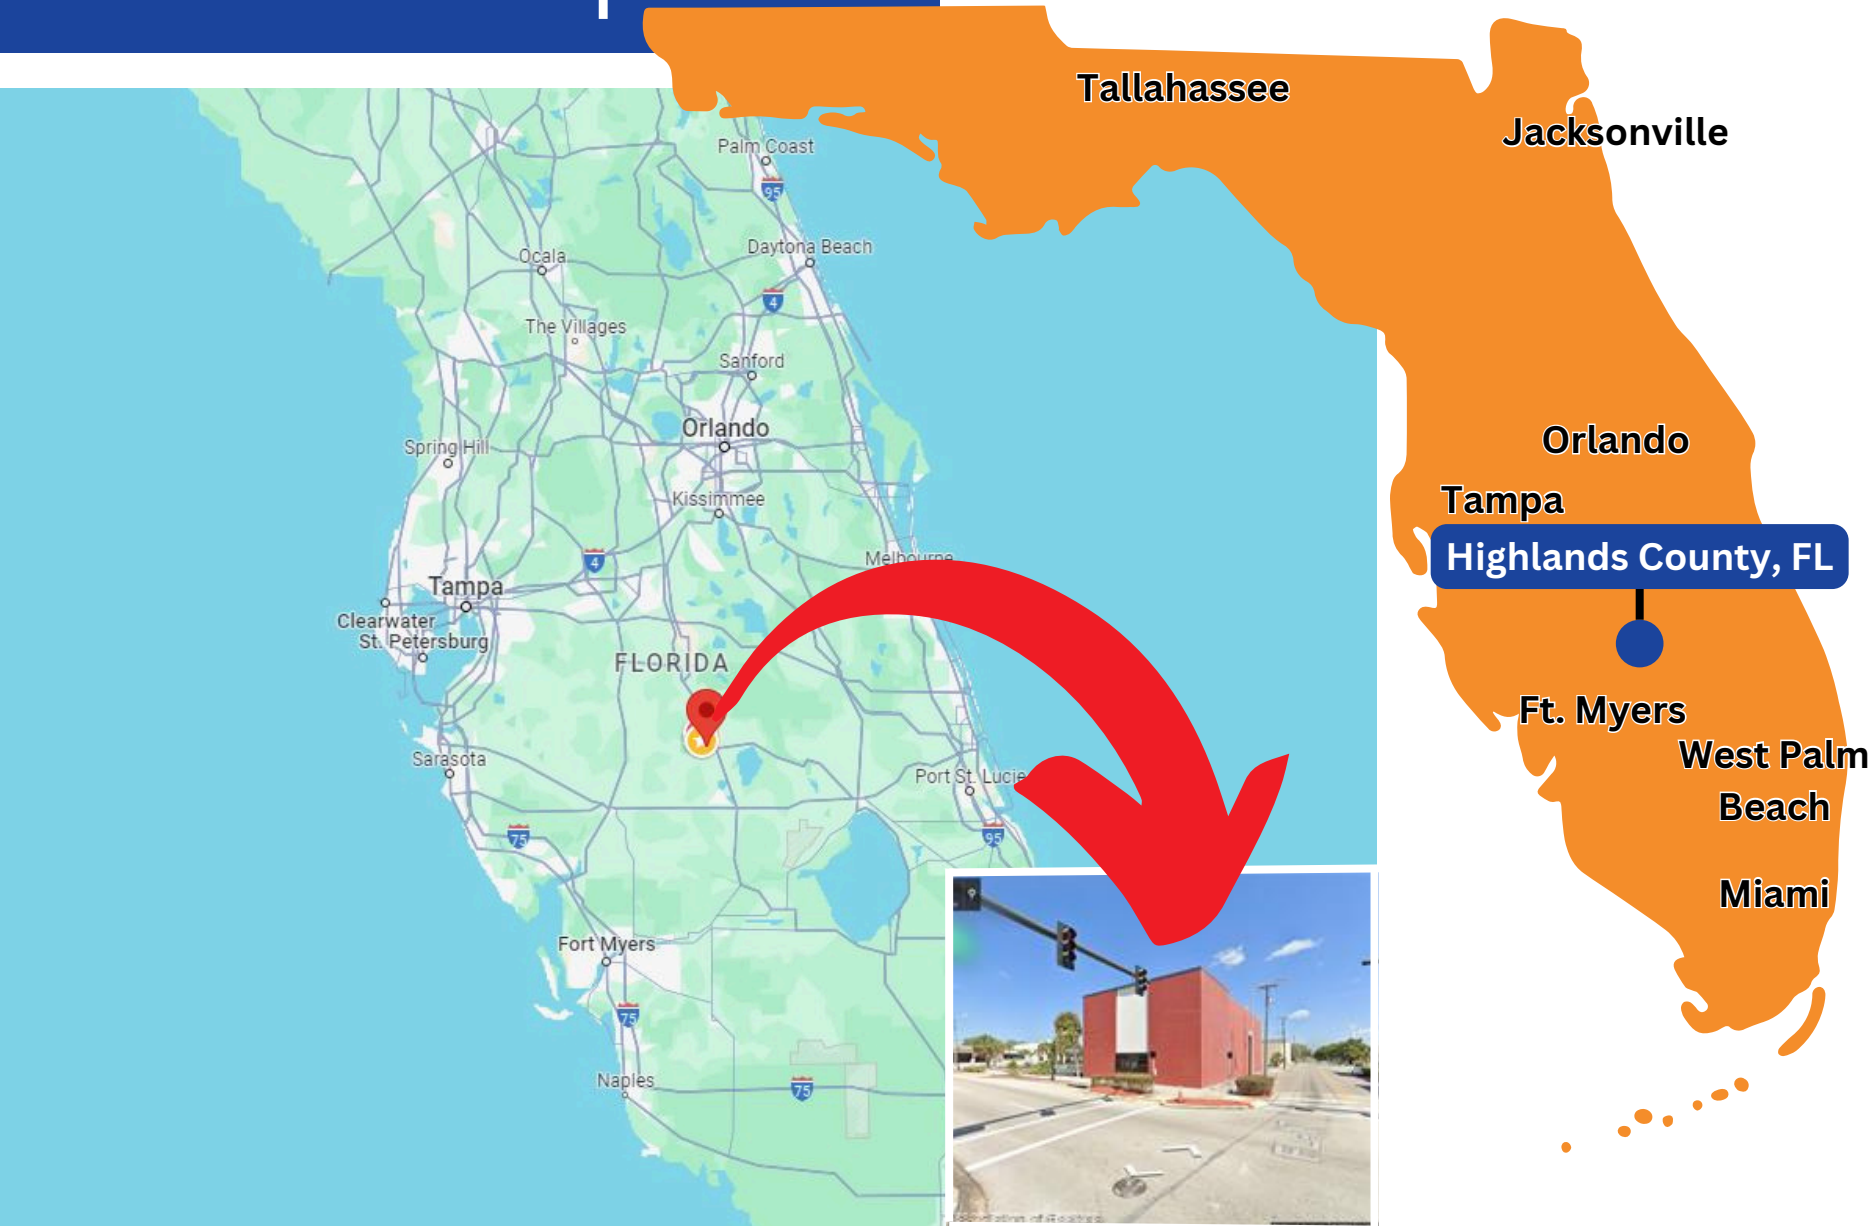 Tallahassee
Jacksonville
Palm Coast
95
Daytona Beach
Ocala
4
The Villages
Sanford
Orlando
Orlando
Spring Hill
Kissimmee
Tampa
Highlands County, FL
Melbourne
4
Tampa
Clearwater
St. Petersburg
FLORIDA
Ft. Myers
West Palm
Beach
Sarasota
Port St. Lucie
75
95
Miami
Fort Myers
75
Naples
75